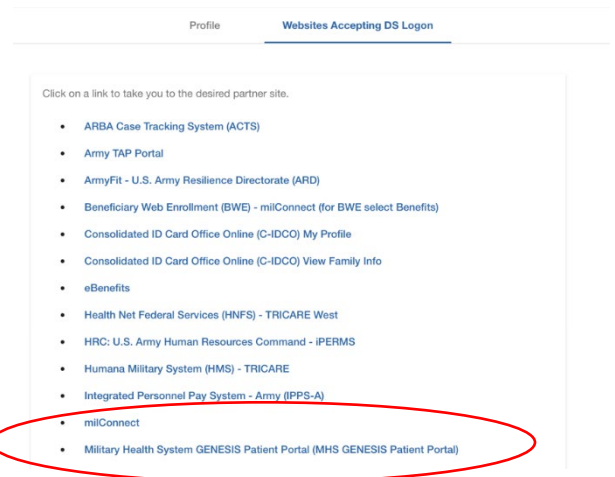 Profile Websites Accepting DS Logon
Click on a link to take you to the desired partner site.
• ARBA Case Tracking System (ACTS)
• Army TAP Portal
• ArmyFit - U.S. Army Resilience Directorate (ARD)
• Beneficiary Web Enrollment (BWE) - milConnect (for BWE select Benefits)
• Consolidated ID Card Office Online (C-IDCO) My Profile
• Consolidated ID Card Office Online (C-IDCO) View Family Info
• eBenefits
• Health Net Federal Services (HNFS) - TRICARE West
• HRC: U.S. Army Human Resources Command - iPERMS
• Humana Military System (HMS) - TRICARE
• Integrated Personnel Pay System - Army (IPPS-A)
• milConnect
• Military Health System GENESIS Patient Portal (MHS GENESIS Patient Portal)